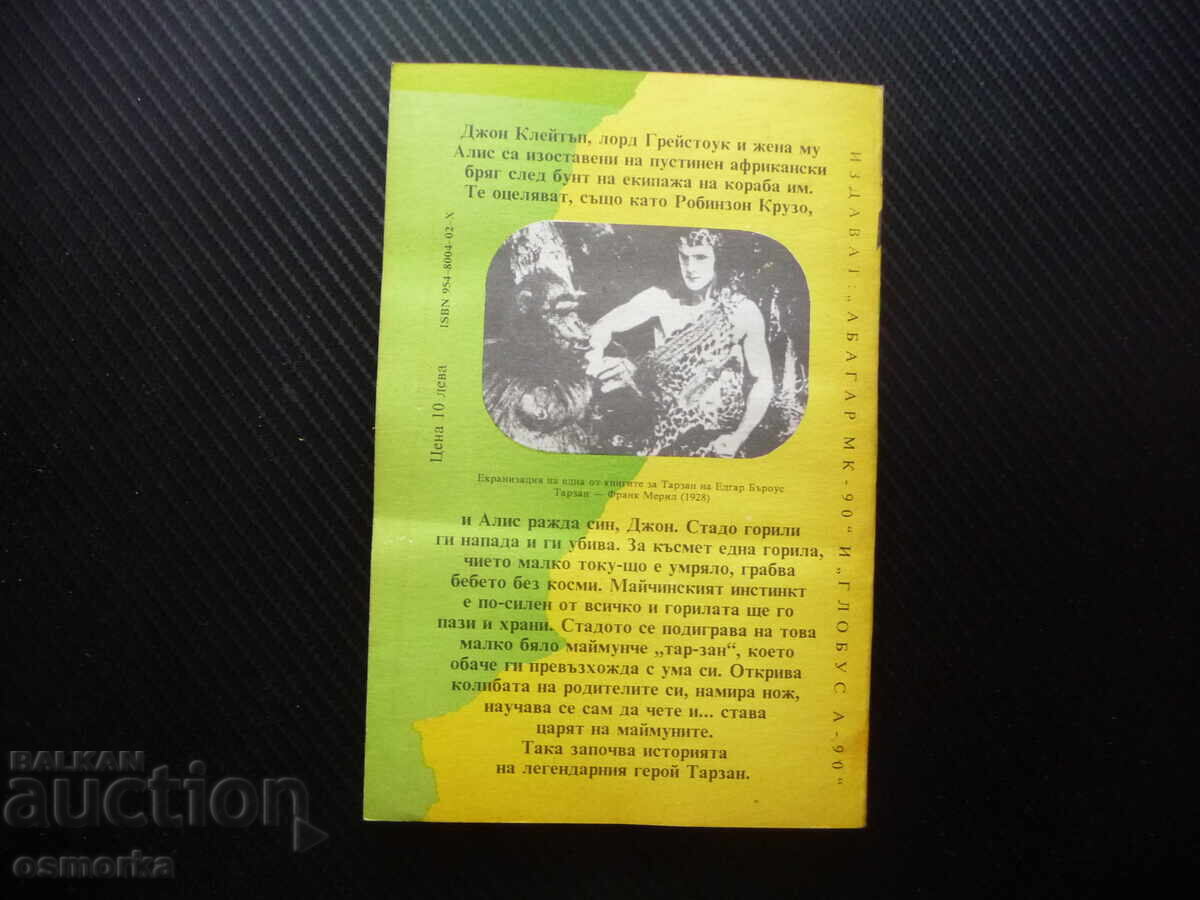 Джон Клейтън, лорд Грейстоук и жена му
Алис са изоставени на пустинен африкански
бряг след бунт на екипажа на кораба им.
Те оцеляват, също като Робинзон Крузо,
Екранизация на една от книгите за Тарзан на Едгар Бъроус
Тарзан — Франк Мерил (1928)
и Алис ражда син, Джон. Стадо горили
ги напада и ги убива. За късмет една горила,
чието малко току-що е умряло, грабва
бебето без косми. Майчинският инстинкт
е по-силен от всичко и горилата ще го
пази и храни. Стадото се подиграва на това
малко бяло маймунче „тар-зан“, което
обаче ги превъзхожда с ума си. Открива
колибата на родителите си, намира нож,
научава се сам да чете и... става
царят на маймуните.
Така започва историята
на легендарния герой Тарзан.
Цена 10 лева ISBN 954-8004-02-X
ИЗДАВАТ: „АБАГАР МК-90“ И „ГЛОБУС А-90“
BALKAN
auction
osmorka